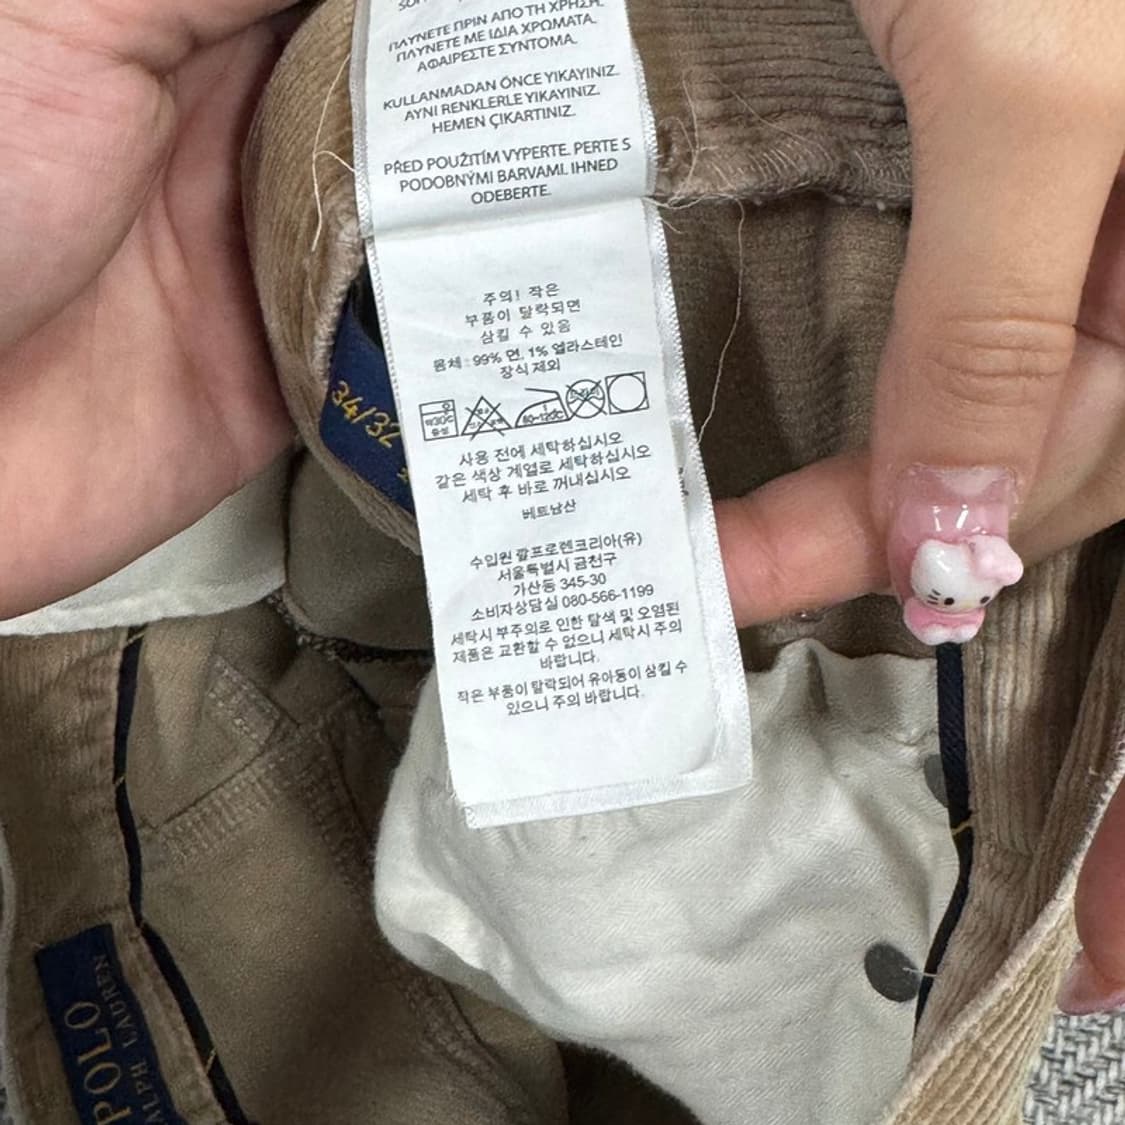 ΠΛΥΝΕΤΕ ΠΡΙΝ ΑΠΟ ΤΗ ΧΡΗΣΗ.
ΠΛΥΝΕΤΕ ΜΕ ΙΔΙΑ ΧΡΩΜΑΤΑ.
ΑΦΑΙΡΕΣΤΕ ΣΥΝΤΟΜΑ.
KULLANMADAN ÖNCE YIKAYINIZ.
AYNI RENKLERLE YIKAYINIZ.
HEMEN ÇIKARTINIZ.
PŘED POUŽITÍM VYPERTE. PERTE S
PODOBNÝMI BARVAMI. IHNED
ODEBERTE.
주의! 작은
부품이 탈락되면
삼킬 수 있음
몸체: 99% 면, 1% 엘라스테인
장식 제외
약30℃
중성
80~120℃
34/32
사용 전에 세탁하십시오
같은 색상 계열로 세탁하십시오
세탁 후 바로 꺼내십시오
베트남산
수입원 랄프로렌코리아(유)
서울특별시 금천구
가산동 345-30
소비자상담실 080-566-1199
세탁시 부주의로 인한 탈색 및 오염된
제품은 교환할 수 없으니 세탁시 주의
바랍니다.
작은 부품이 탈락되어 유아동이 삼킬 수
있으니 주의 바랍니다.
POLO
RALPH LAUREN